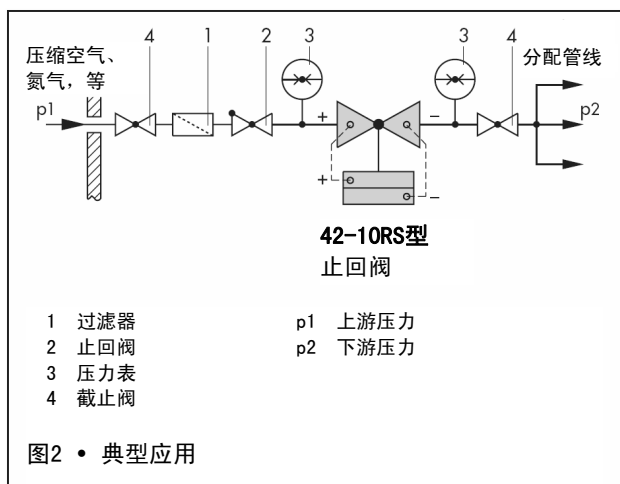 压缩空气、
氮气，等
4 1 2 3 3 4
分配管线
p1
+ −
p2
+ −
42-10RS型
止回阀
1 过滤器
2 止回阀
3 压力表
4 截止阀
p1 上游压力
p2 下游压力
图2 • 典型应用